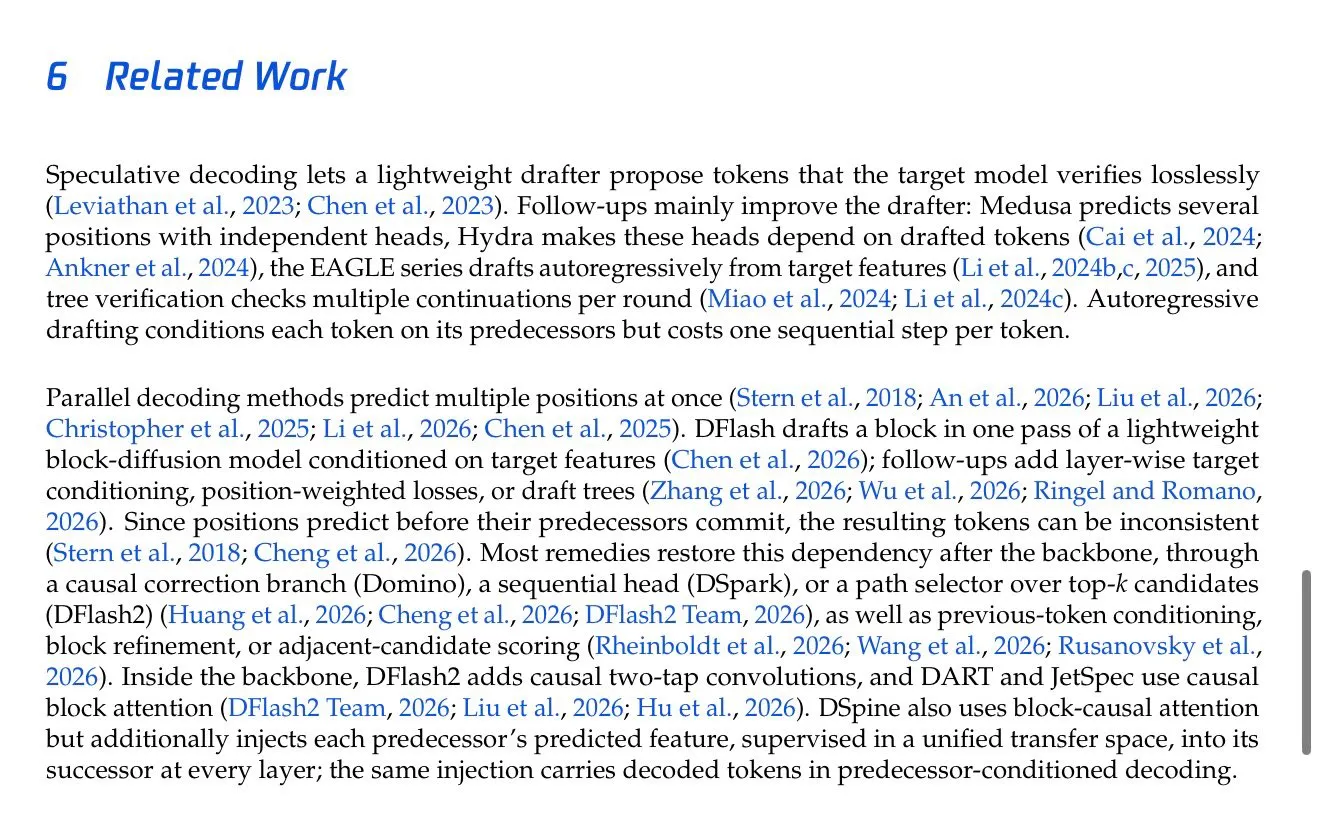 6 Related Work
Speculative decoding lets a lightweight drafter propose tokens that the target model verifies losslessly
(Leviathan et al., 2023; Chen et al., 2023). Follow-ups mainly improve the drafter: Medusa predicts several
positions with independent heads, Hydra makes these heads depend on drafted tokens (Cai et al., 2024;
Ankner et al., 2024), the EAGLE series drafts autoregressively from target features (Li et al., 2024b,c, 2025), and
tree verification checks multiple continuations per round (Miao et al., 2024; Li et al., 2024c). Autoregressive
drafting conditions each token on its predecessors but costs one sequential step per token.
Parallel decoding methods predict multiple positions at once (Stern et al., 2018; An et al., 2026; Liu et al., 2026;
Christopher et al., 2025; Li et al., 2026; Chen et al., 2025). DFlash drafts a block in one pass of a lightweight
block-diffusion model conditioned on target features (Chen et al., 2026); follow-ups add layer-wise target
conditioning, position-weighted losses, or draft trees (Zhang et al., 2026; Wu et al., 2026; Ringel and Romano,
2026). Since positions predict before their predecessors commit, the resulting tokens can be inconsistent
(Stern et al., 2018; Cheng et al., 2026). Most remedies restore this dependency after the backbone, through
a causal correction branch (Domino), a sequential head (DSpark), or a path selector over top-k candidates
(DFlash2) (Huang et al., 2026; Cheng et al., 2026; DFlash2 Team, 2026), as well as previous-token conditioning,
block refinement, or adjacent-candidate scoring (Rheinboldt et al., 2026; Wang et al., 2026; Rusanovsky et al.,
2026). Inside the backbone, DFlash2 adds causal two-tap convolutions, and DART and JetSpec use causal
block attention (DFlash2 Team, 2026; Liu et al., 2026; Hu et al., 2026). DSpine also uses block-causal attention
but additionally injects each predecessor's predicted feature, supervised in a unified transfer space, into its
successor at every layer; the same injection carries decoded tokens in predecessor-conditioned decoding.